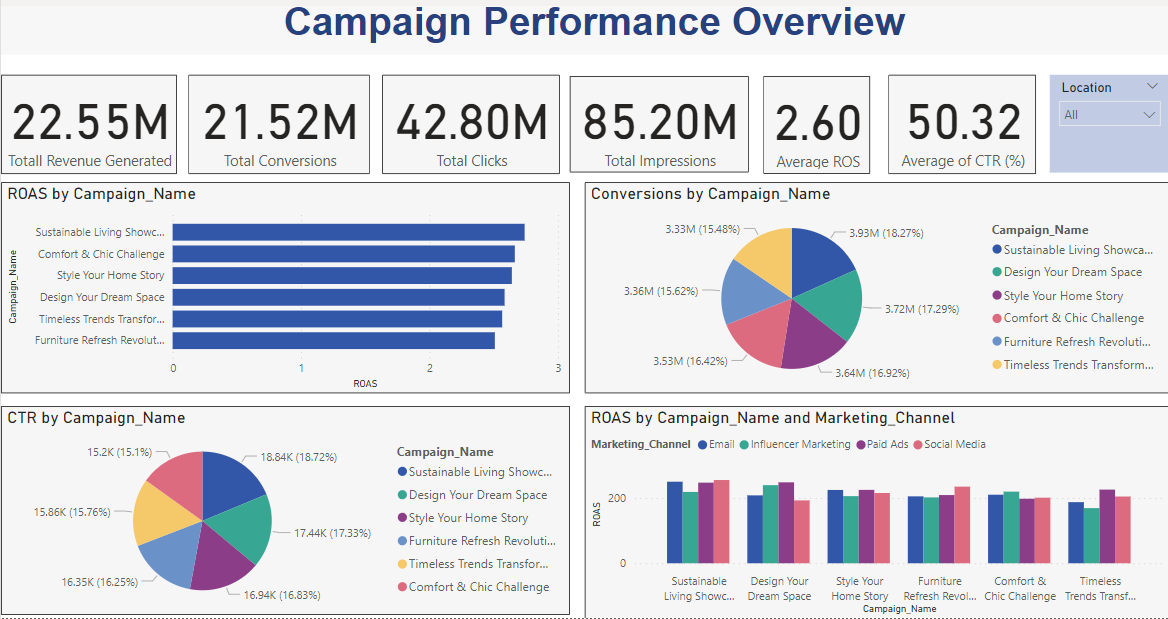 Campaign Performance Overview
22.55M
Totall Revenue Generated
21.52M
Total Conversions
42.80M
Total Clicks
85.20M
Total Impressions
2.60
Average ROS
50.32
Average of CTR (%)
Location
All
ROAS by Campaign_Name
Campaign_Name
Sustainable Living Showc...
Comfort & Chic Challenge
Style Your Home Story
Design Your Dream Space
Timeless Trends Transfor...
Furniture Refresh Revolut...
0 1 2 3
ROAS
Conversions by Campaign_Name
3.93M (18.27%)
3.72M (17.29%)
3.64M (16.92%)
3.53M (16.42%)
3.36M (15.62%)
3.33M (15.48%)
Campaign_Name
Sustainable Living Showca...
Design Your Dream Space
Style Your Home Story
Comfort & Chic Challenge
Furniture Refresh Revoluti...
Timeless Trends Transform...
CTR by Campaign_Name
18.84K (18.72%)
17.44K (17.33%)
16.94K (16.83%)
16.35K (16.25%)
15.86K (15.76%)
15.2K (15.1%)
Campaign_Name
Sustainable Living Showc...
Design Your Dream Space
Style Your Home Story
Furniture Refresh Revoluti...
Timeless Trends Transfor...
Comfort & Chic Challenge
ROAS by Campaign_Name and Marketing_Channel
Marketing_Channel Email Influencer Marketing Paid Ads Social Media
ROAS
200
0
Sustainable
Living Showc...
Design Your
Dream Space
Style Your
Home Story
Furniture
Refresh Revol...
Comfort &
Chic Challenge
Timeless
Trends Transf...
Campaign_Name